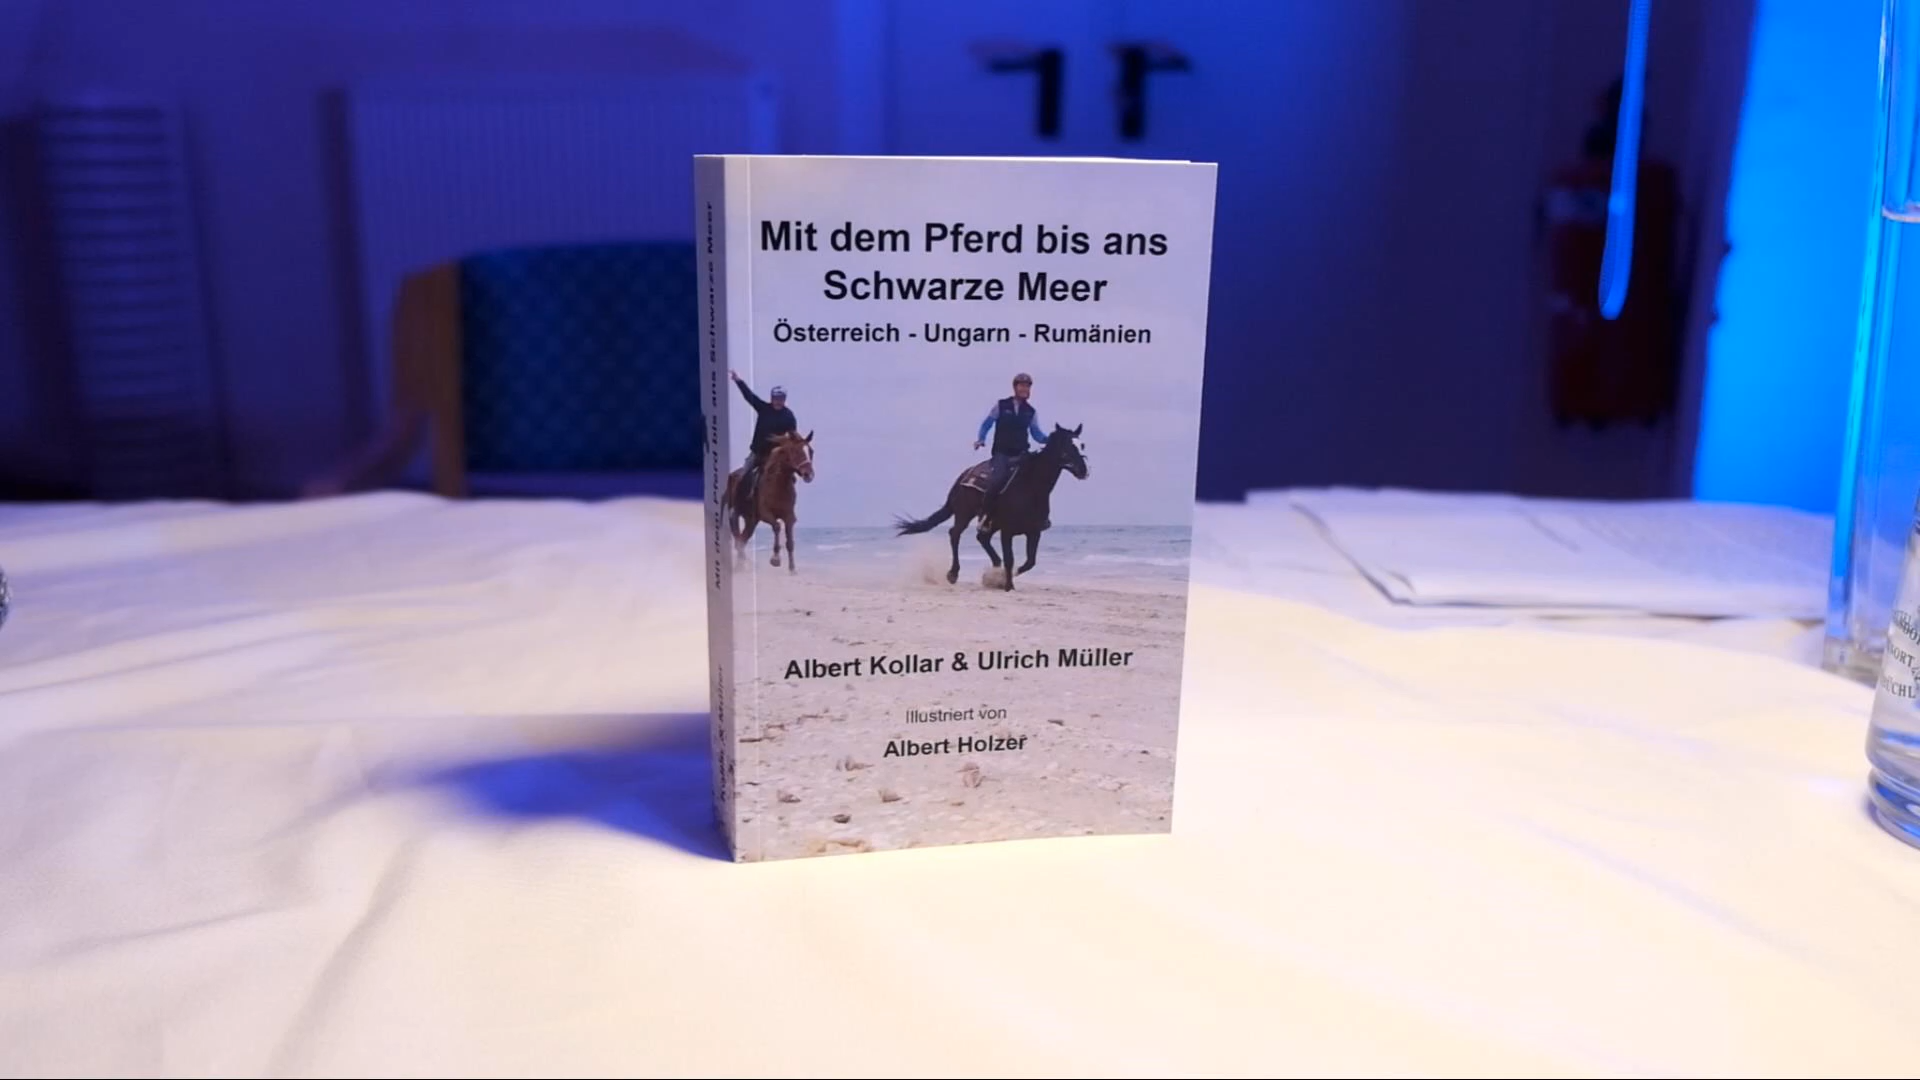 Mit dem Pferd bis ans
Schwarze Meer
Österreich - Ungarn - Rumänien
Albert Kollar & Ulrich Müller
Illustriert von
Albert Holzer
Mit dem Pferd bis ans Schwarze Meer